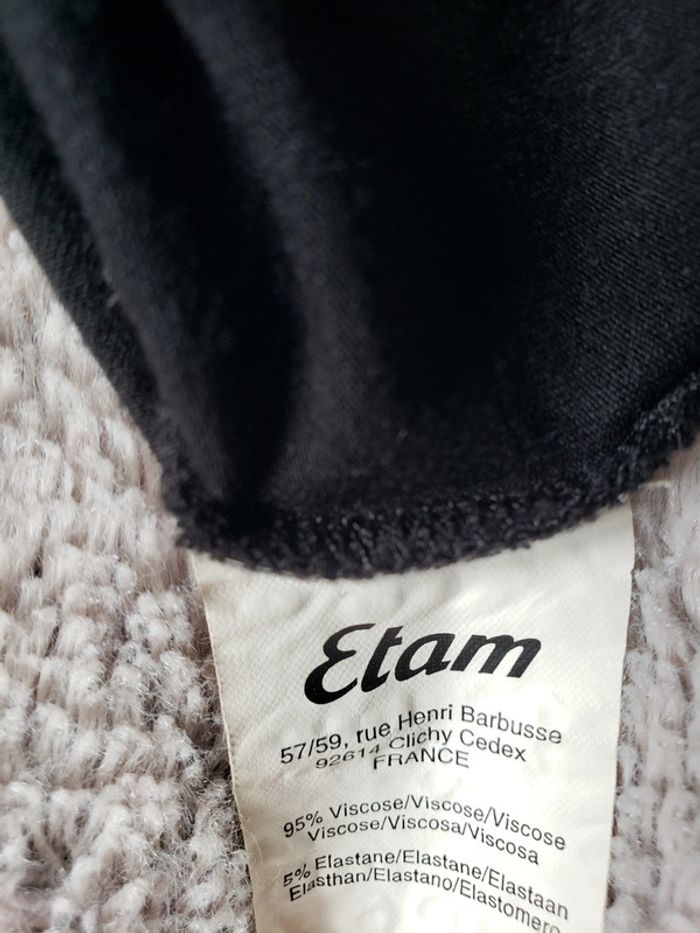 Etam
57/59, rue Henri Barbusse
92614 Clichy Cedex
FRANCE
95% Viscose/Viscose/Viscose
Viscose/Viscosa/Viscosa
5% Elastane/Elastane/Elastaan
Elasthan/Elastano/Elastomero